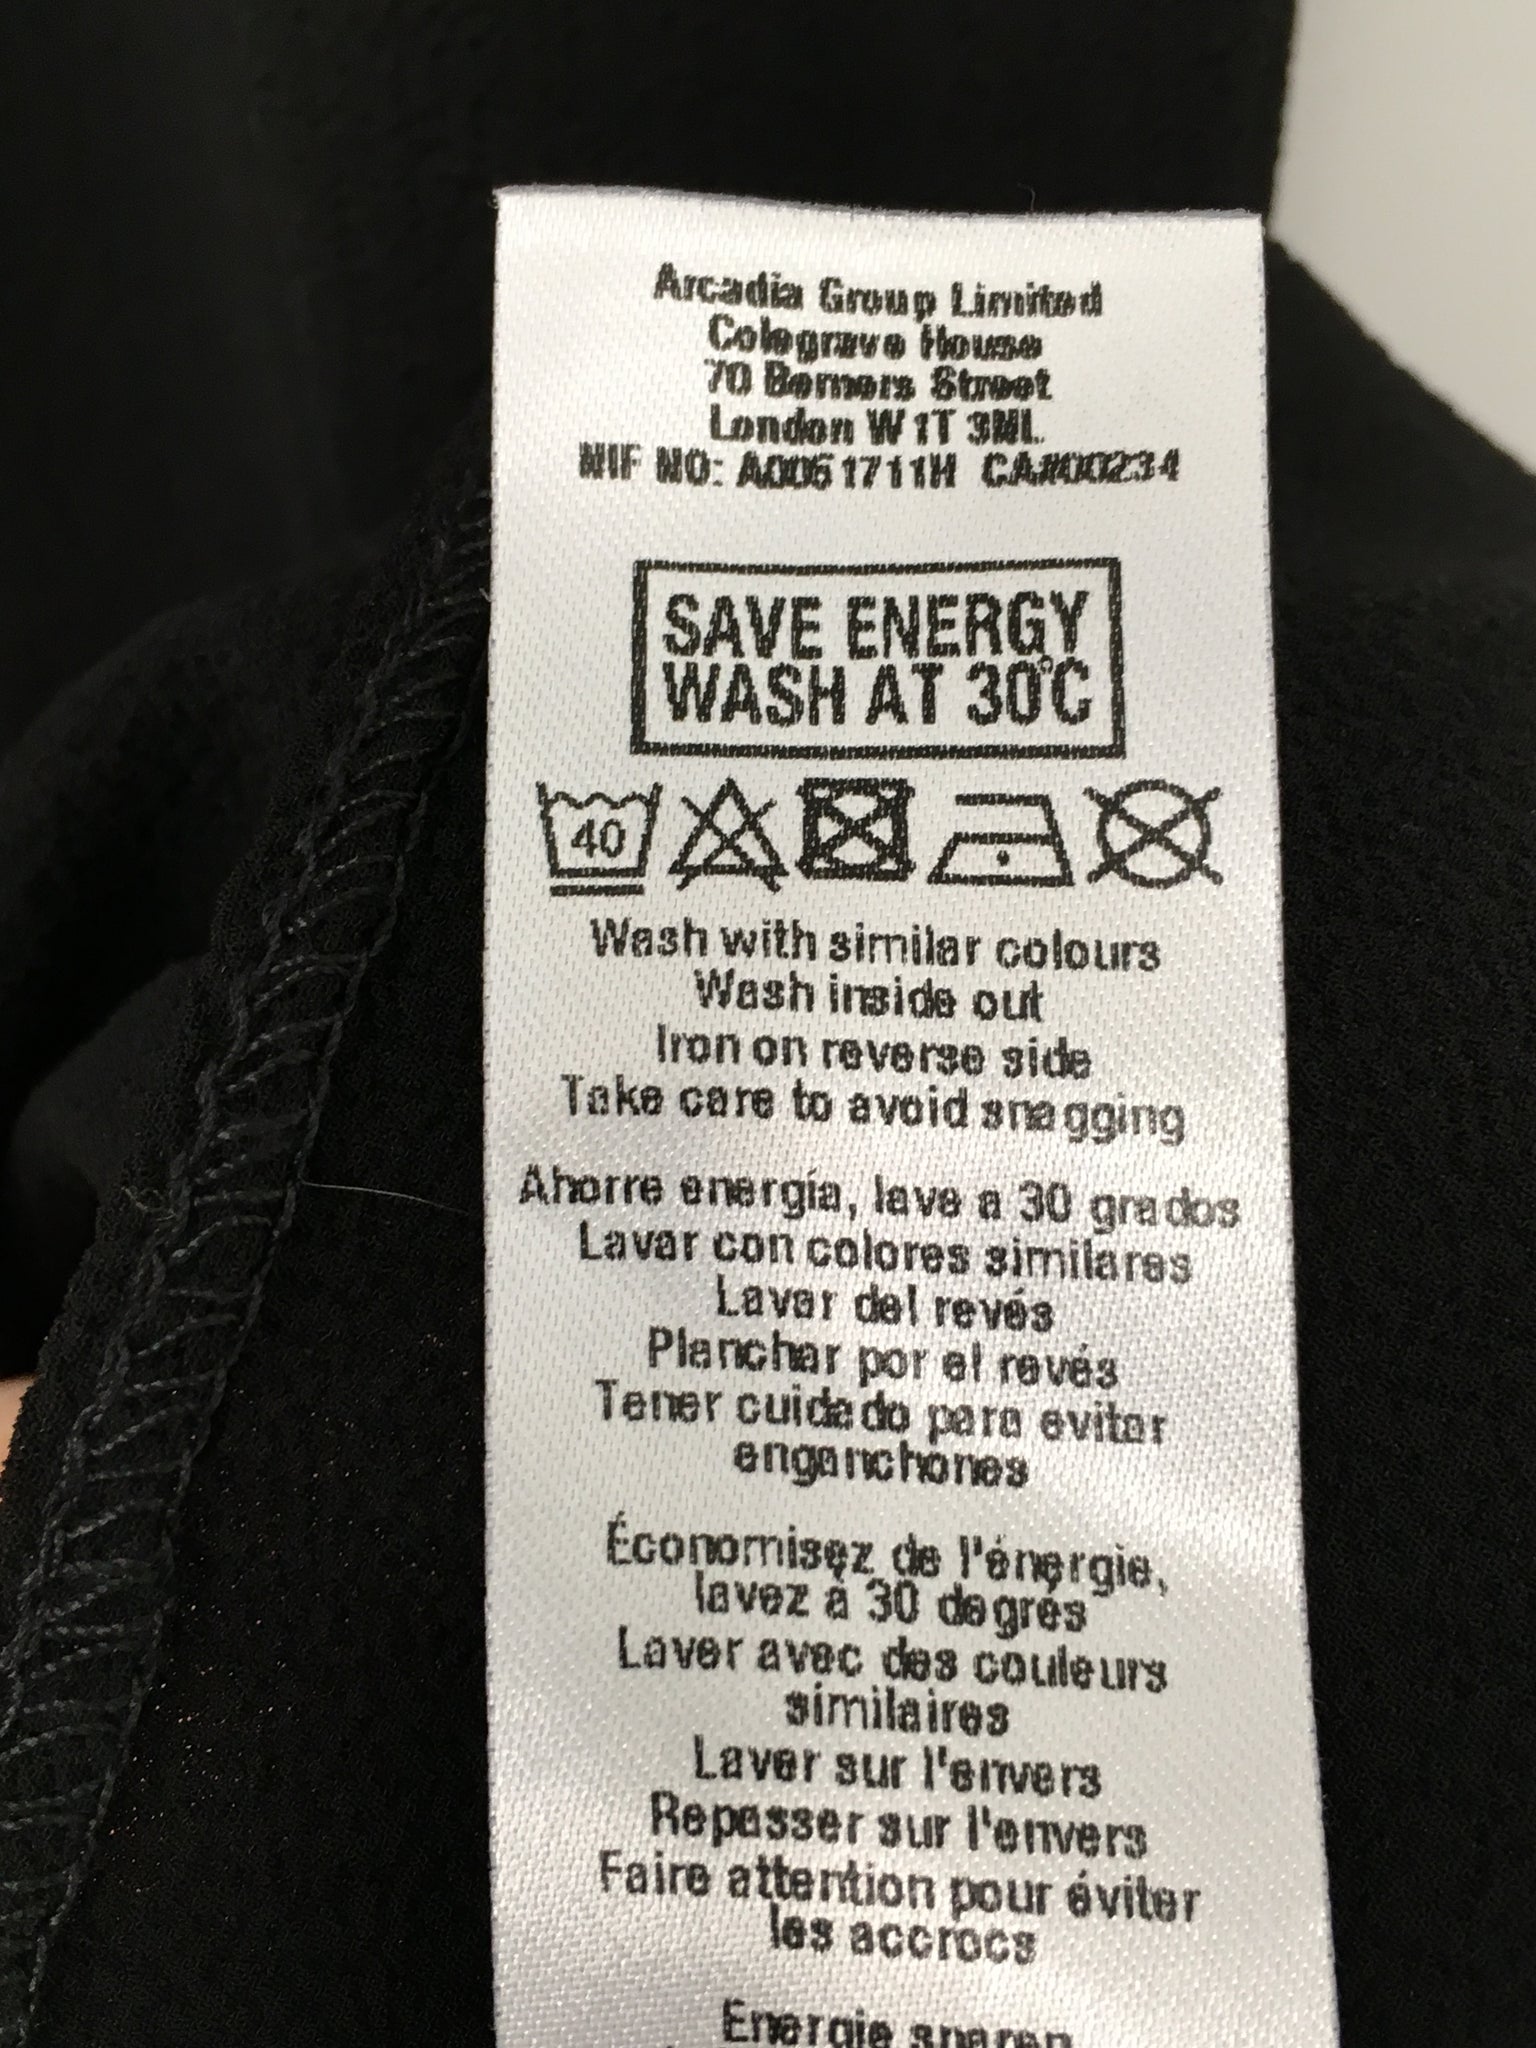 Arcadia Group Limited
Colegrave House
70 Berners Street
London W1T 3NL
NIF NO: A0051711H CA#00234
SAVE ENERGY
WASH AT 30°C
40
Wash with similar colours
Wash inside out
Iron on reverse side
Take care to avoid snagging
Ahorre energía, lave a 30 grados
Lavar con colores similares
Lavar del revés
Planchar por el revés
Tener cuidado para evitar
enganchones
Économisez de l'énergie,
lavez à 30 degrés
Laver avec des couleurs
similaires
Laver sur l'envers
Repasser sur l'envers
Faire attention pour éviter
les accrocs
Energie sparen